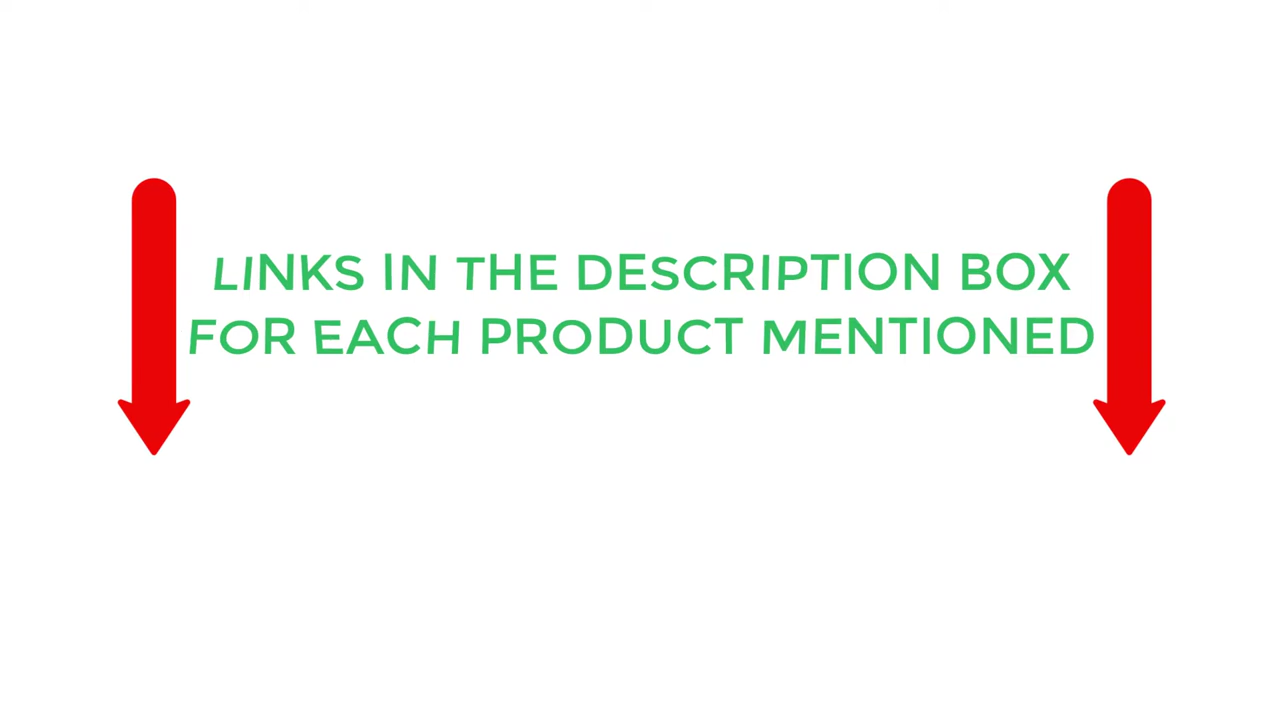 LINKS IN THE DESCRIPTION BOX
FOR EACH PRODUCT MENTIONED